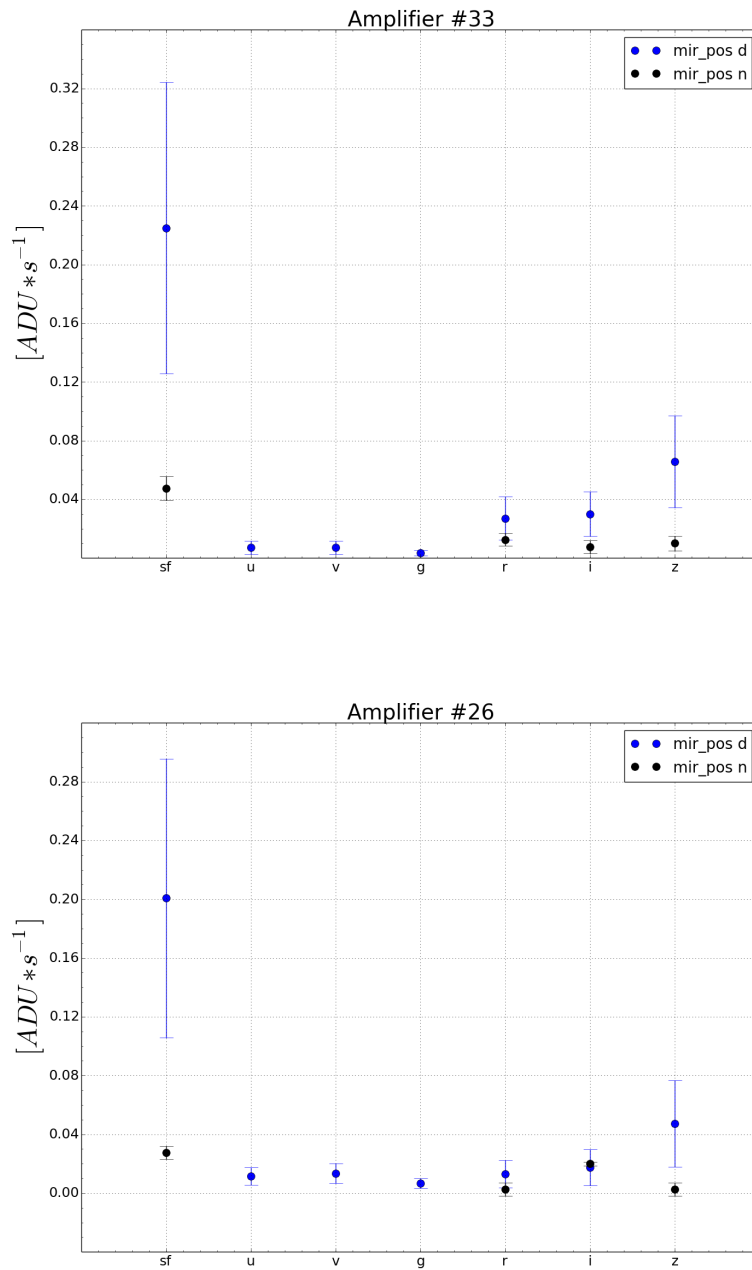 Amplifier #33
mir_pos d
mir_pos n
[ADU*s⁻¹]
0.32
0.28
0.24
0.20
0.16
0.12
0.08
0.04
sf u v g r i z
Amplifier #26
mir_pos d
mir_pos n
[ADU*s⁻¹]
0.28
0.24
0.20
0.16
0.12
0.08
0.04
0.00
sf u v g r i z